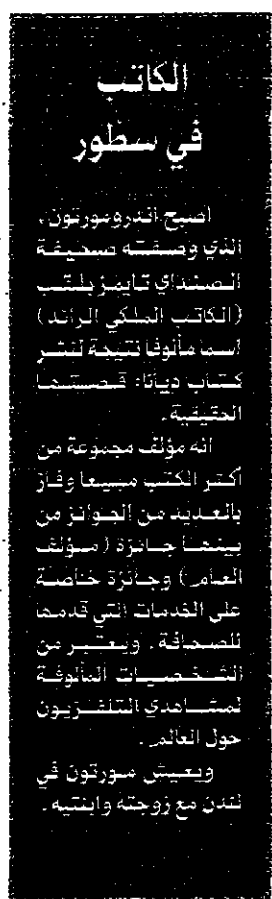 الكاتب
في سطور
اصبح اندرو مورتون،
الذي وصفته صحيفة
الصنداي تايمز بلقب
(الكاتب الملكي الرائد)
اسما مألوفا نتيجة لنشر
كتاب ديانا: قصيتها
الحقيقية.
انه مؤلف مجموعة من
أكثر الكتب مبيعا وفاز
بالعديد من الجوائز من
بينها جائزة (مؤلف
العام) وجائزة خاصة
على الخدمات التي قدمها
للصحافة. ويعتبر من
الشخصيات المألوفة
لمشاهدي التلفزيون
حول العالم.
ويعيش مورتون في
لندن مع زوجته وابنتيه.